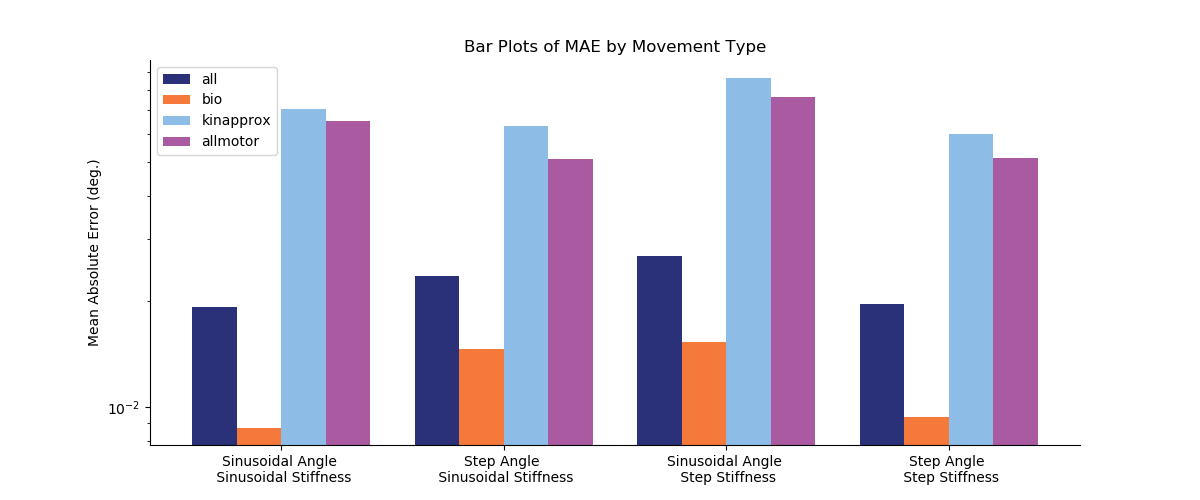 Bar Plots of MAE by Movement Type
all
bio
kinapprox
allmotor
Mean Absolute Error (deg.)
10⁻²
Sinusoidal Angle
Sinusoidal Stiffness
Step Angle
Sinusoidal Stiffness
Sinusoidal Angle
Step Stiffness
Step Angle
Step Stiffness